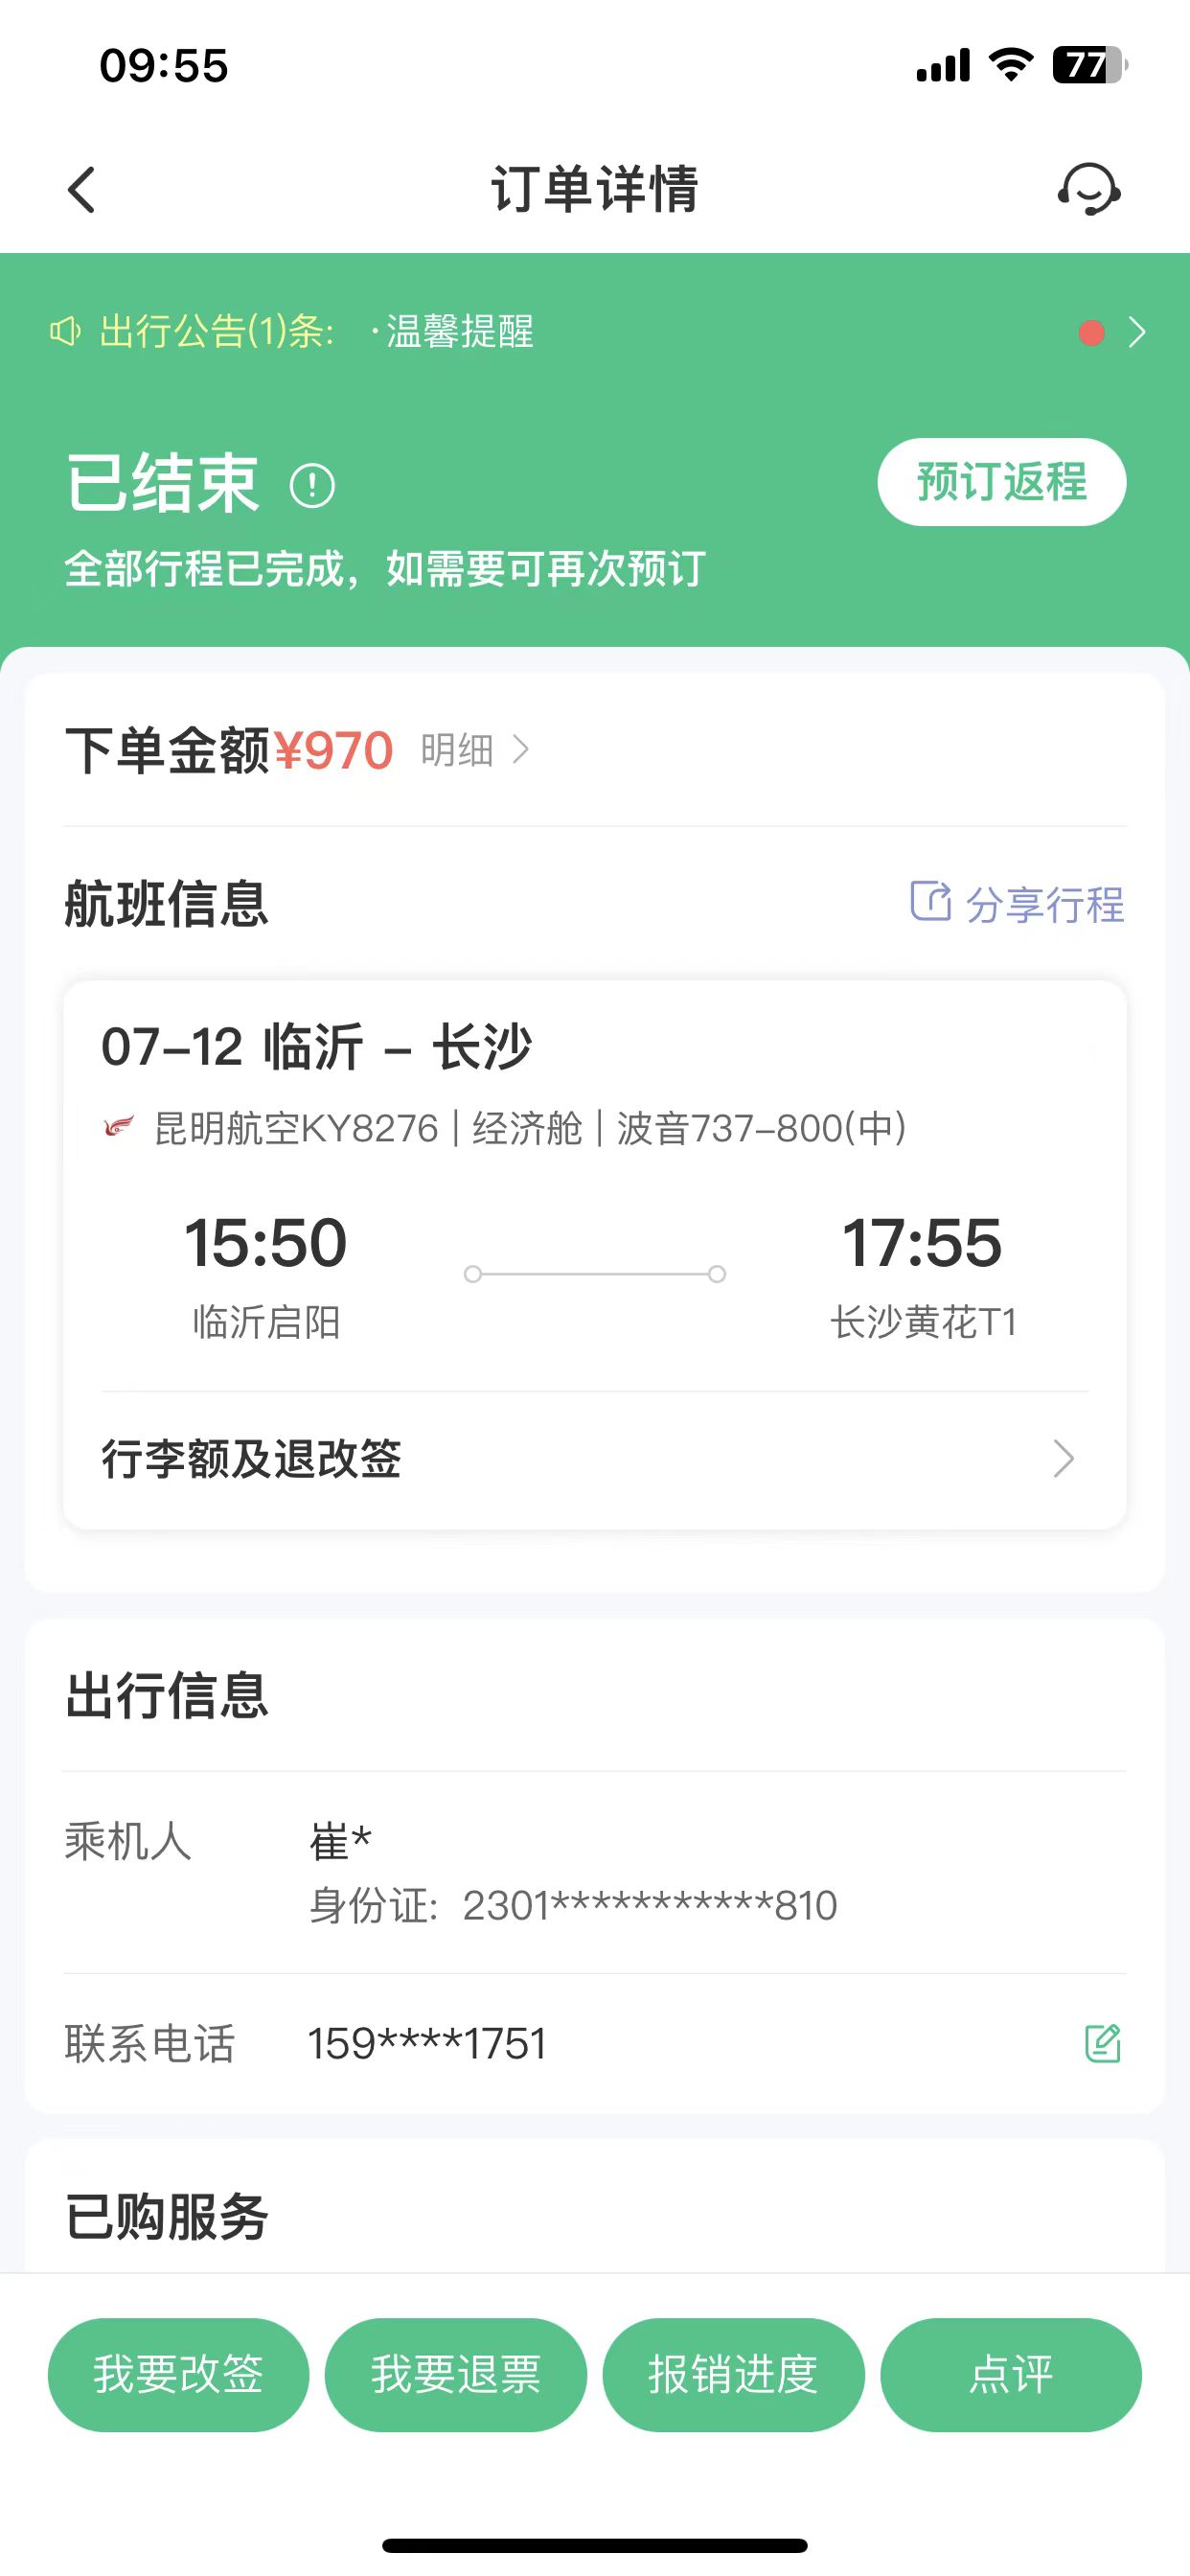 09:55
77
订单详情
出行公告(1)条: ·温馨提醒
已结束
预订返程
全部行程已完成，如需要可再次预订
下单金额¥970 明细
航班信息
分享行程
07-12 临沂 - 长沙
昆明航空KY8276 | 经济舱 | 波音737-800(中)
15:50
17:55
临沂启阳
长沙黄花T1
行李额及退改签
出行信息
乘机人 崔*
身份证: 2301***********810
联系电话 159****1751
已购服务
我要改签 我要退票 报销进度 点评